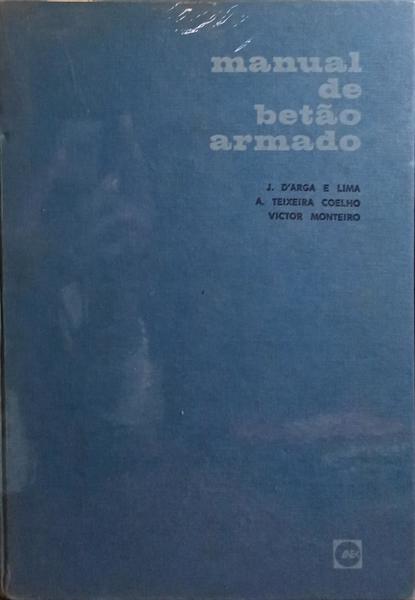 manual
de
betão
armado
J. D'ARGA E LIMA
A. TEIXEIRA COELHO
VICTOR MONTEIRO